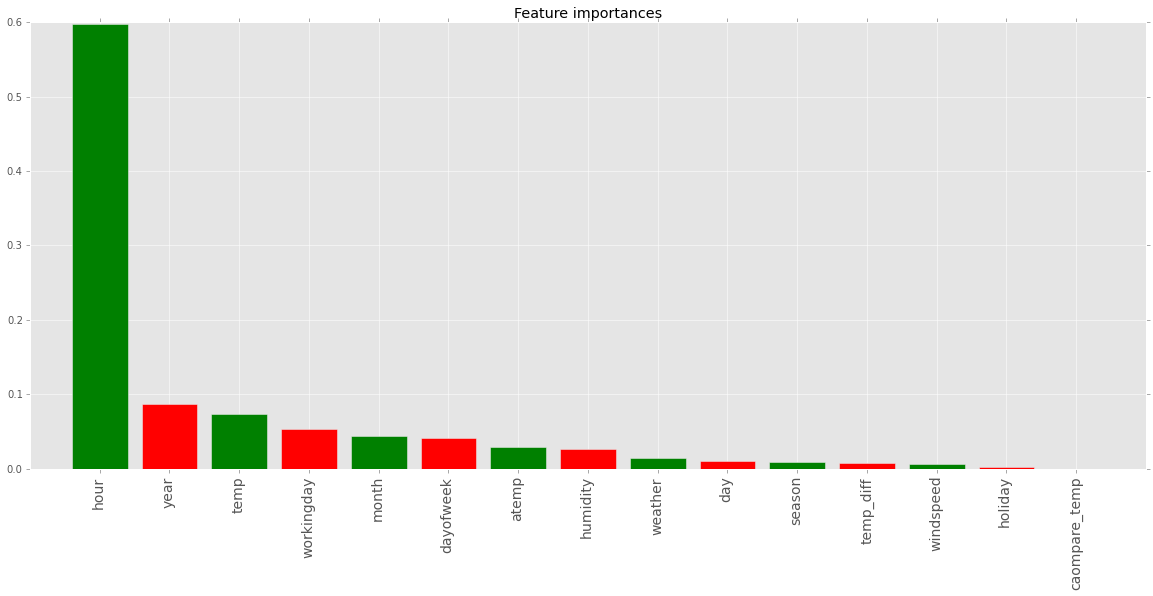 Feature importances
0.6
0.5
0.4
0.3
0.2
0.1
0.0
hour
year
temp
workingday
month
dayofweek
atemp
humidity
weather
day
season
temp_diff
windspeed
holiday
caompare_temp